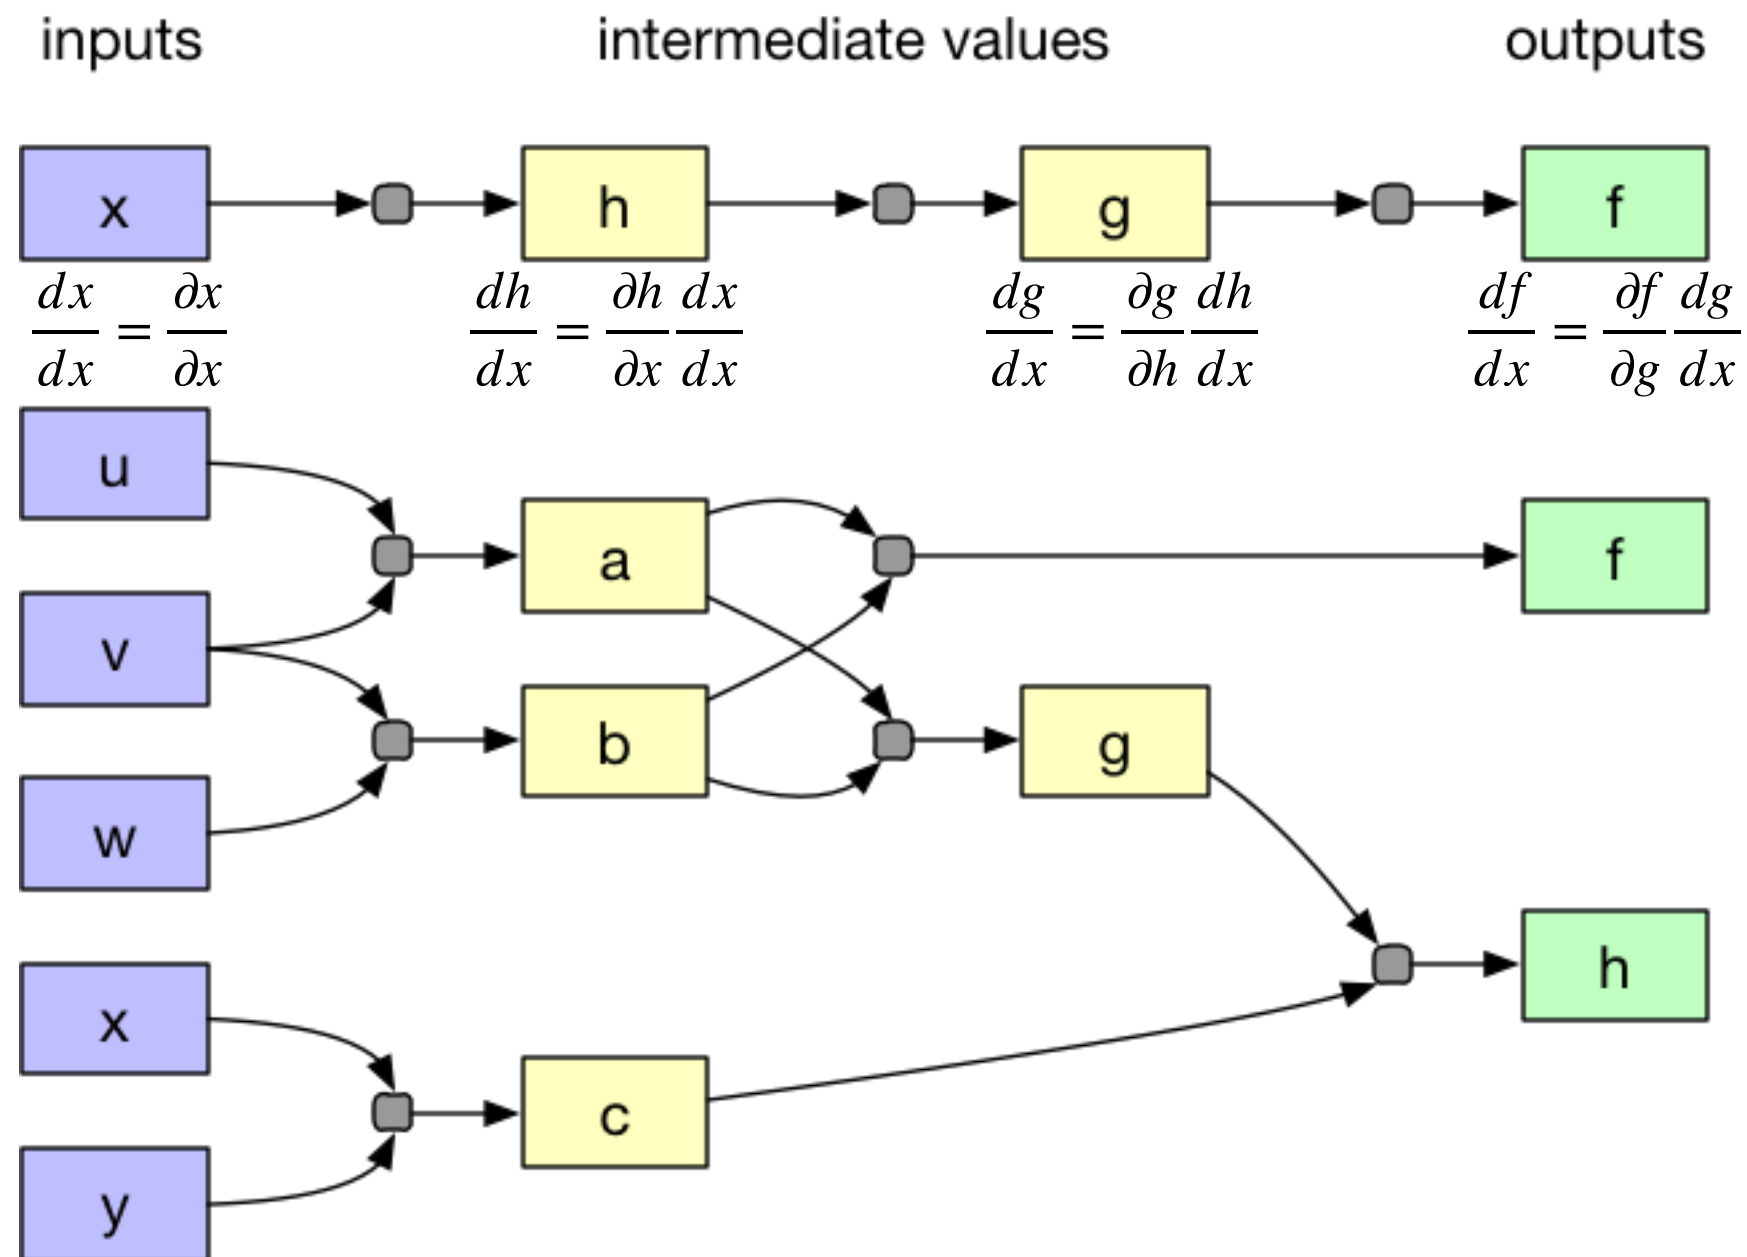 inputs intermediate values outputs
x h g f
dx/dx = ∂x/∂x dh/dx = ∂h/∂x dx/dx dg/dx = ∂g/∂h dh/dx df/dx = ∂f/∂g dg/dx
u
a f
v
b g
w
h
x
c
y